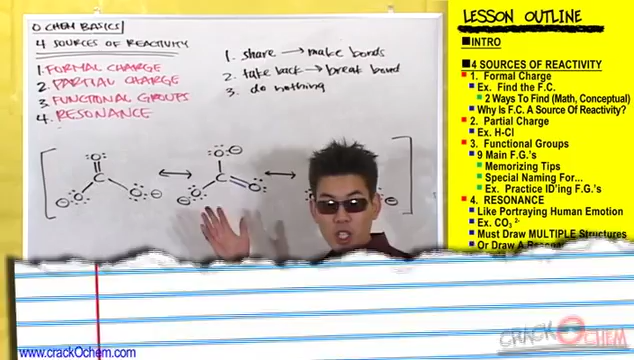 O CHEM BASICS
4 SOURCES OF REACTIVITY
1. FORMAL CHARGE
2. PARTIAL CHARGE
3. FUNCTIONAL GROUPS
4. RESONANCE
1. share → make bonds
2. take back → break bond
3. do nothing
O
O
O
O
O
O
LESSON OUTLINE
INTRO
4 SOURCES OF REACTIVITY
1. Formal Charge
Ex. Find the F.C.
2 Ways To Find (Math, Conceptual)
Why Is F.C. A Source Of Reactivity?
2. Partial Charge
Ex. H-Cl
3. Functional Groups
9 Main F.G.'s
Memorizing Tips
Special Naming For...
Ex. Practice ID'ing F.G.'s
4. RESONANCE
Like Portraying Human Emotion
Ex. CO₃
Must Draw MULTIPLE Structures
Or Draw A
www.crackOchem.com
CRACK O CHEM